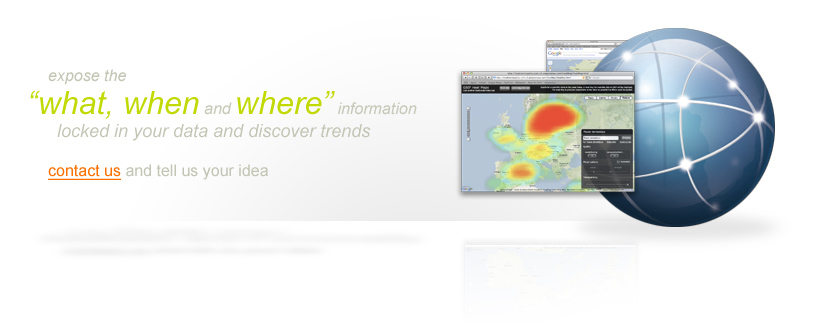 expose the
“what, when and where” information
locked in your data and discover trends
contact us and tell us your idea
Google